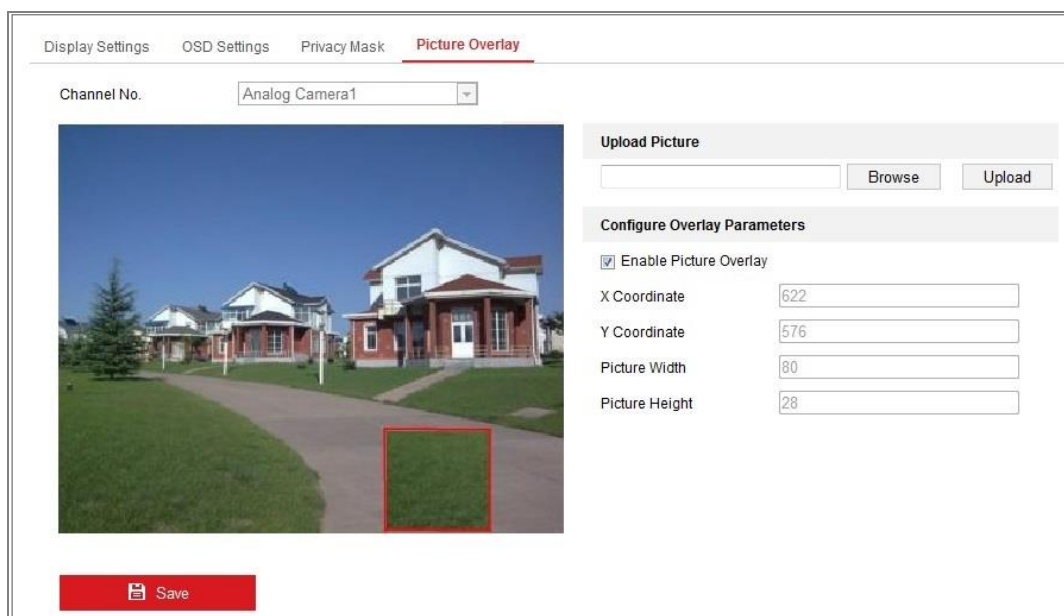 Display Settings OSD Settings Privacy Mask Picture Overlay
Channel No. Analog Camera1
Upload Picture
Browse Upload
Configure Overlay Parameters
Enable Picture Overlay
X Coordinate 622
Y Coordinate 576
Picture Width 80
Picture Height 28
Save